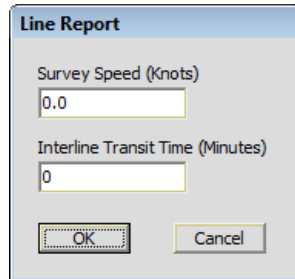 Line Report
Survey Speed (Knots)
0.0
Interline Transit Time (Minutes)
0
OK Cancel